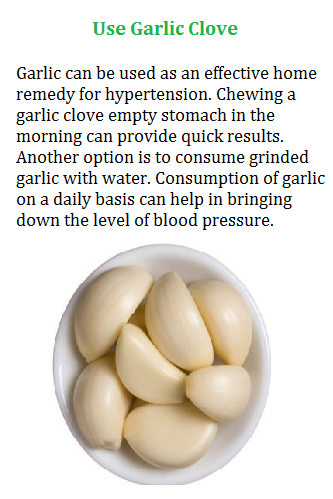 Use Garlic Clove
Garlic can be used as an effective home
remedy for hypertension. Chewing a
garlic clove empty stomach in the
morning can provide quick results.
Another option is to consume grinded
garlic with water. Consumption of garlic
on a daily basis can help in bringing
down the level of blood pressure.